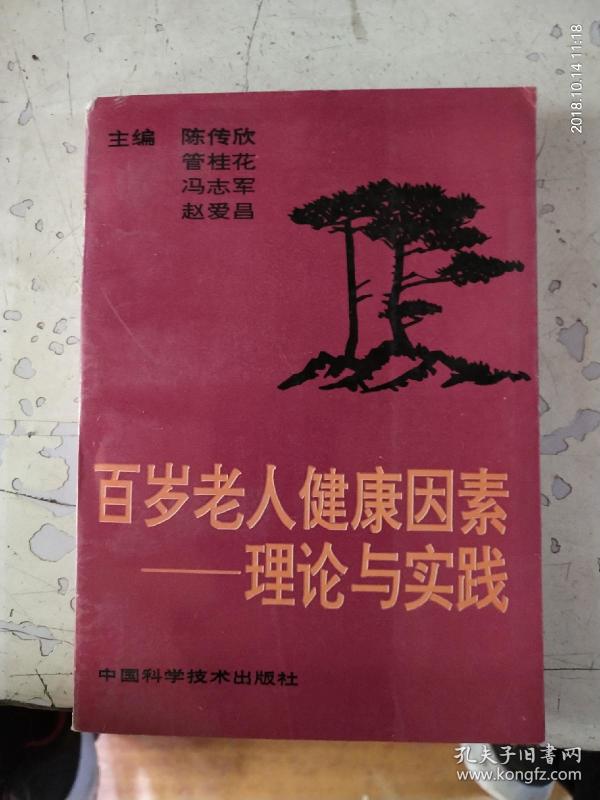 2018.10.14 11:18
主编 陈传欣
管桂花
冯志军
赵爱昌
百岁老人健康因素
——理论与实践
中国科学技术出版社
孔夫子旧书网
www.kongfz.com